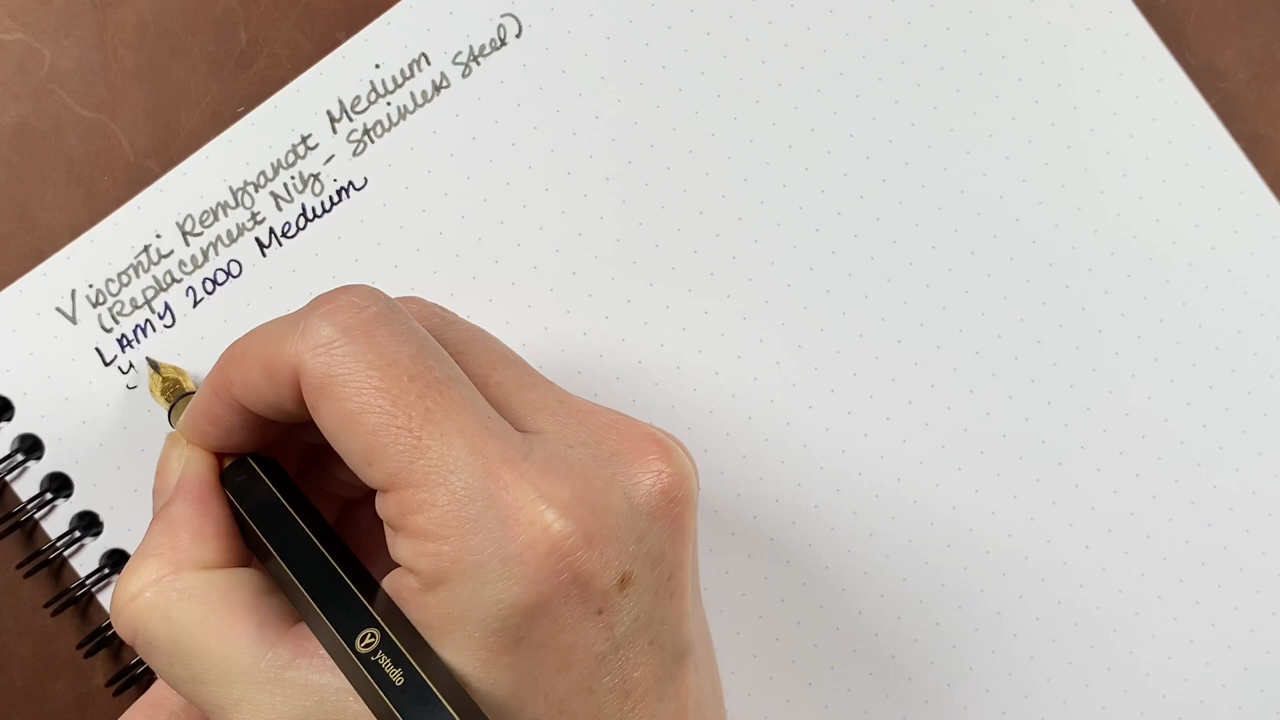 Visconti Rembrandt Medium
(Replacement Nib - Stainless Steel)
LAMY 2000 Medium
y
ystudio